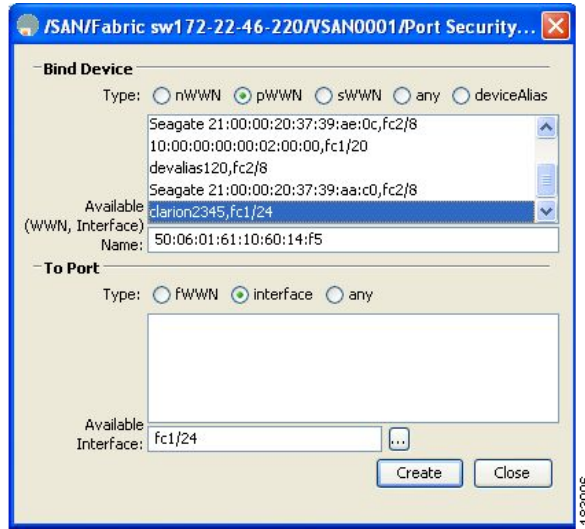 /SAN/Fabric sw172-22-46-220/VSAN0001/Port Security...
Bind Device
Type: nWWN pWWN sWWN any deviceAlias
Seagate 21:00:00:20:37:39:ae:0c,fc2/8
10:00:00:00:00:02:00:00,fc1/20
devalias120,fc2/8
Seagate 21:00:00:20:37:39:aa:c0,fc2/8
Available clarion2345,fc1/24
(WWN, Interface)
Name: 50:06:01:61:10:60:14:f5
To Port
Type: fWWN interface any
Available
Interface: fc1/24 ...
Create Close